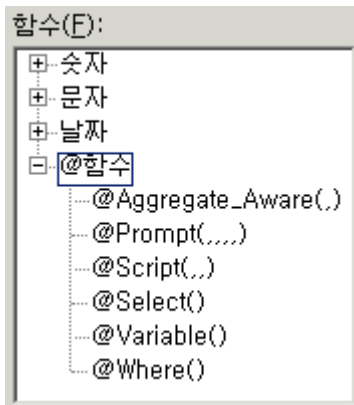 함수(F):
숫자
문자
날짜
@함수
@Aggregate_Aware(,)
@Prompt(,,,,)
@Script(,,)
@Select()
@Variable()
@Where()